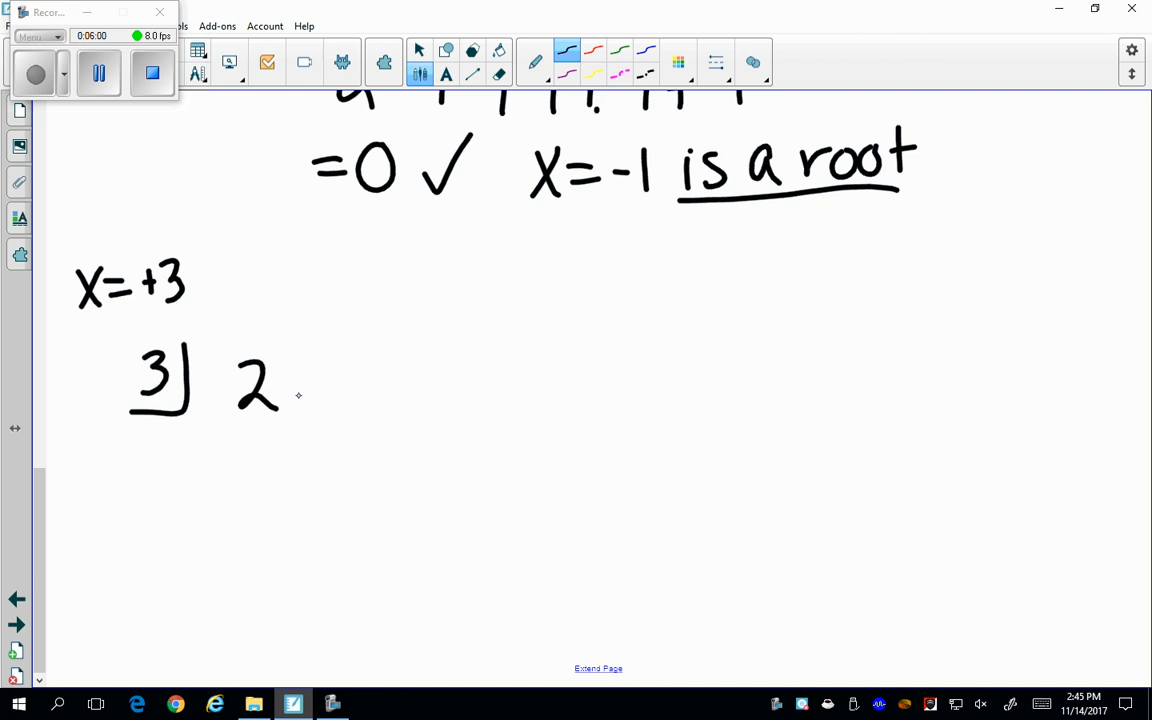 Recor...
Menu
0:06:00
8.0 fps
Add-ons
Account
Help
=0 ✓ x=-1 is a root
x=+3
3 2
Extend Page
2:45 PM
11/14/2017